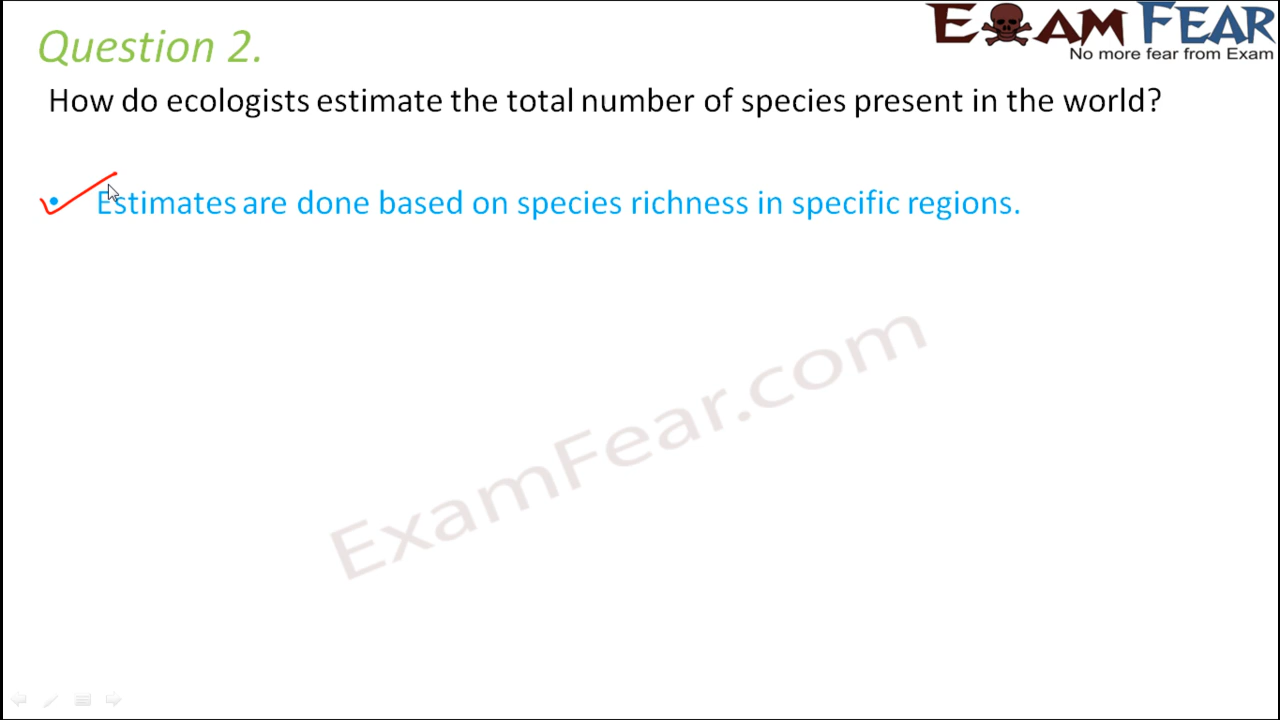 Question 2.
EXAM FEAR
No more fear from Exam
How do ecologists estimate the total number of species present in the world?
• Estimates are done based on species richness in specific regions.
ExamFear.com